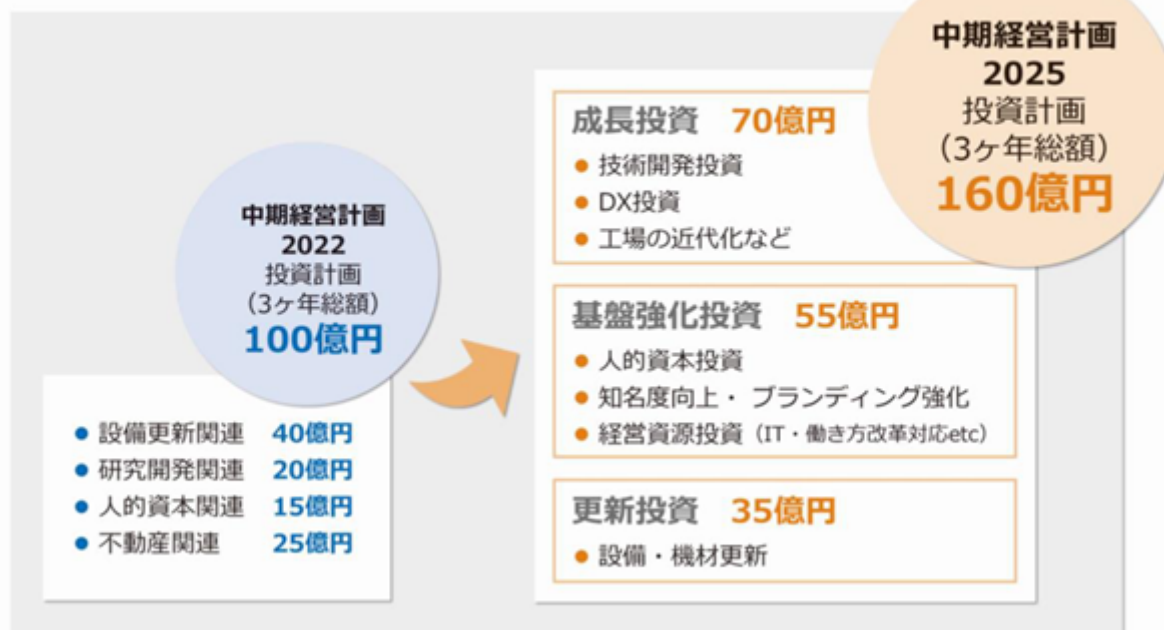 中期経営計画
2022
投資計画
（3ヶ年総額）
100億円
● 設備更新関連 40億円
● 研究開発関連 20億円
● 人的資本関連 15億円
● 不動産関連 25億円
中期経営計画
2025
投資計画
（3ヶ年総額）
160億円
成長投資 70億円
● 技術開発投資
● DX投資
● 工場の近代化など
基盤強化投資 55億円
● 人的資本投資
● 知名度向上・ ブランディング強化
● 経営資源投資（IT・働き方改革対応etc）
更新投資 35億円
● 設備・機材更新